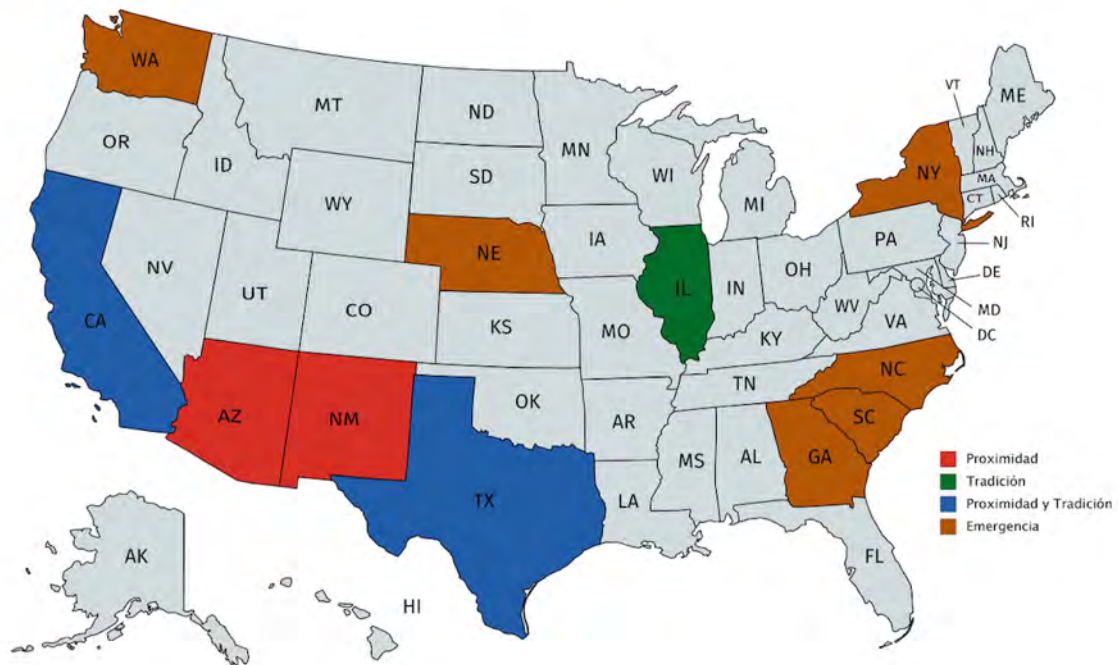 WA
MT
ND
MN
VT
ME
OR
ID
SD
WI
MI
NY
NH
MA
CT
RI
WY
IA
PA
NJ
NE
NV
UT
CO
IL
IN
OH
DE
MD
WV
VA
DC
CA
KS
MO
KY
NC
TN
AZ
NM
OK
AR
SC
MS
AL
GA
Proximidad
Tradición
Proximidad y Tradición
Emergencia
TX
LA
AK
FL
HI